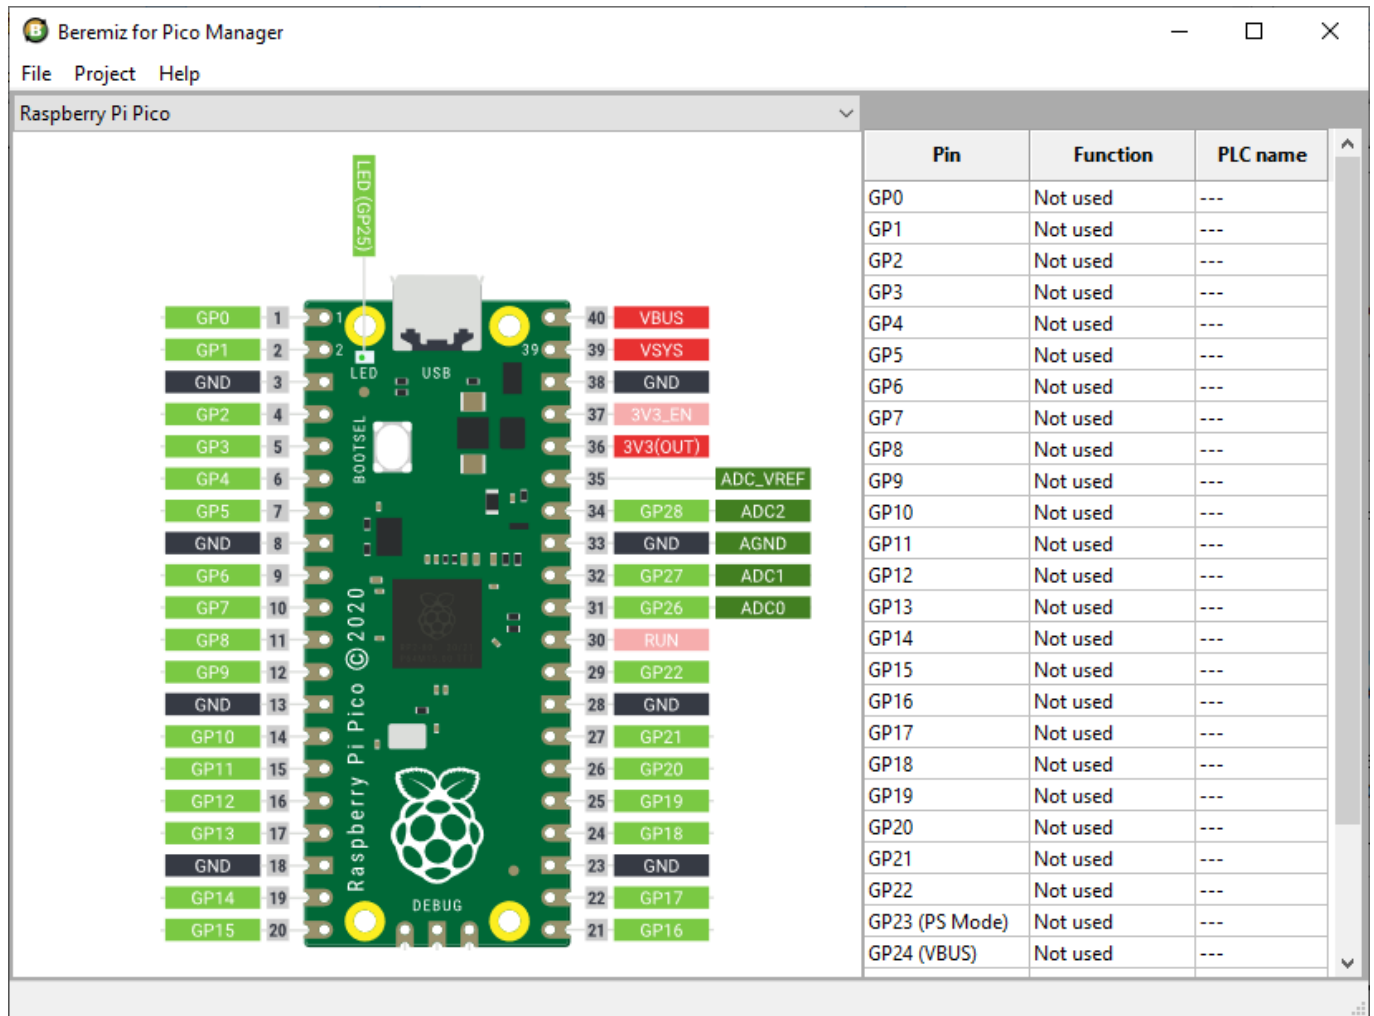 Beremiz for Pico Manager
File Project Help
Raspberry Pi Pico
LED (GP25)
GP0 1 1 40 VBUS
GP1 2 2 39 39 VSYS
LED USB
GND 3 38 GND
GP2 4 37 3V3_EN
BOOTSEL
GP3 5 36 3V3(OUT)
GP4 6 35 ADC_VREF
GP5 7 34 GP28 ADC2
GND 8 33 GND AGND
GP6 9 32 GP27 ADC1
GP7 10 31 GP26 ADC0
GP8 11 30 RUN
GP9 12 29 GP22
GND 13 28 GND
GP10 14 27 GP21
GP11 15 26 GP20
GP12 16 25 GP19
GP13 17 24 GP18
GND 18 23 GND
GP14 19 22 GP17
GP15 20 21 GP16
Raspberry Pi Pico ©2020
DEBUG
Pin Function PLC name
GP0 Not used ---
GP1 Not used ---
GP2 Not used ---
GP3 Not used ---
GP4 Not used ---
GP5 Not used ---
GP6 Not used ---
GP7 Not used ---
GP8 Not used ---
GP9 Not used ---
GP10 Not used ---
GP11 Not used ---
GP12 Not used ---
GP13 Not used ---
GP14 Not used ---
GP15 Not used ---
GP16 Not used ---
GP17 Not used ---
GP18 Not used ---
GP19 Not used ---
GP20 Not used ---
GP21 Not used ---
GP22 Not used ---
GP23 (PS Mode) Not used ---
GP24 (VBUS) Not used ---